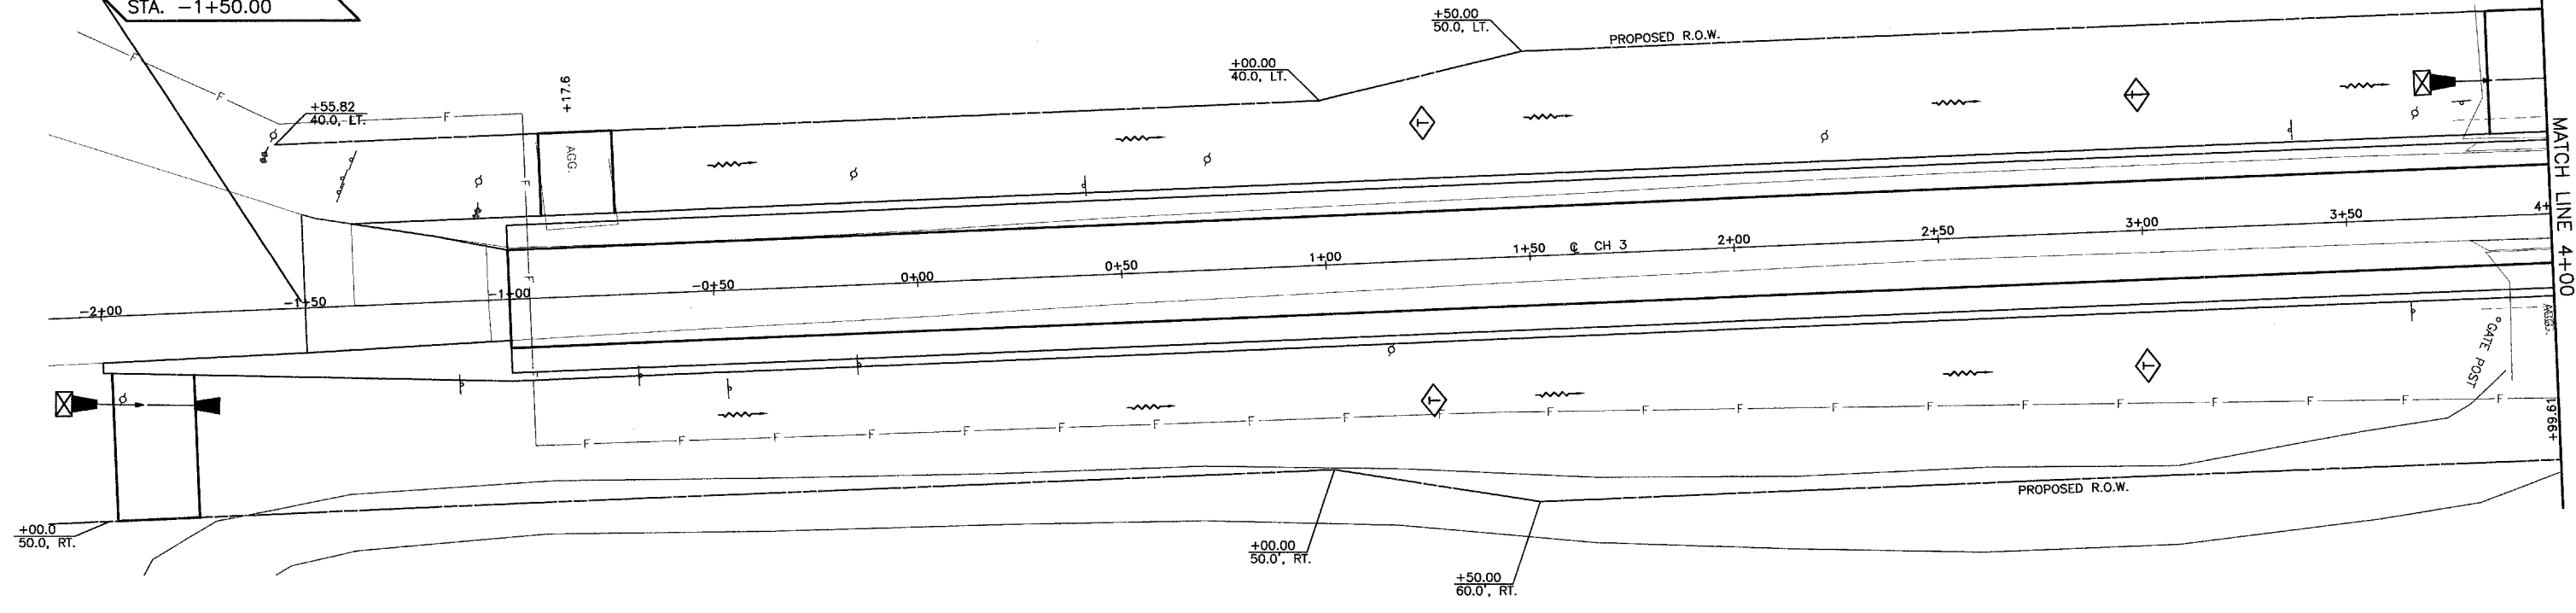 STA. -1+50.00
+50.00
50.0, LT.
PROPOSED R.O.W.
+00.00
40.0, LT.
+17.6
+55.82
40.0, LT.
F
F
F
F
F
AGG.
T
T
MATCH LINE 4+00
-2+00
-1+50
-1+00
-0+50
0+00
0+50
1+00
1+50
℄ CH 3
2+00
2+50
3+00
3+50
4+
GATE POST
T
T
F F F F F F F F F F F F F F F F F F F F F
+99.91
PROPOSED R.O.W.
+00.0
50.0, RT.
+00.00
50.0', RT.
+50.00
60.0', RT.